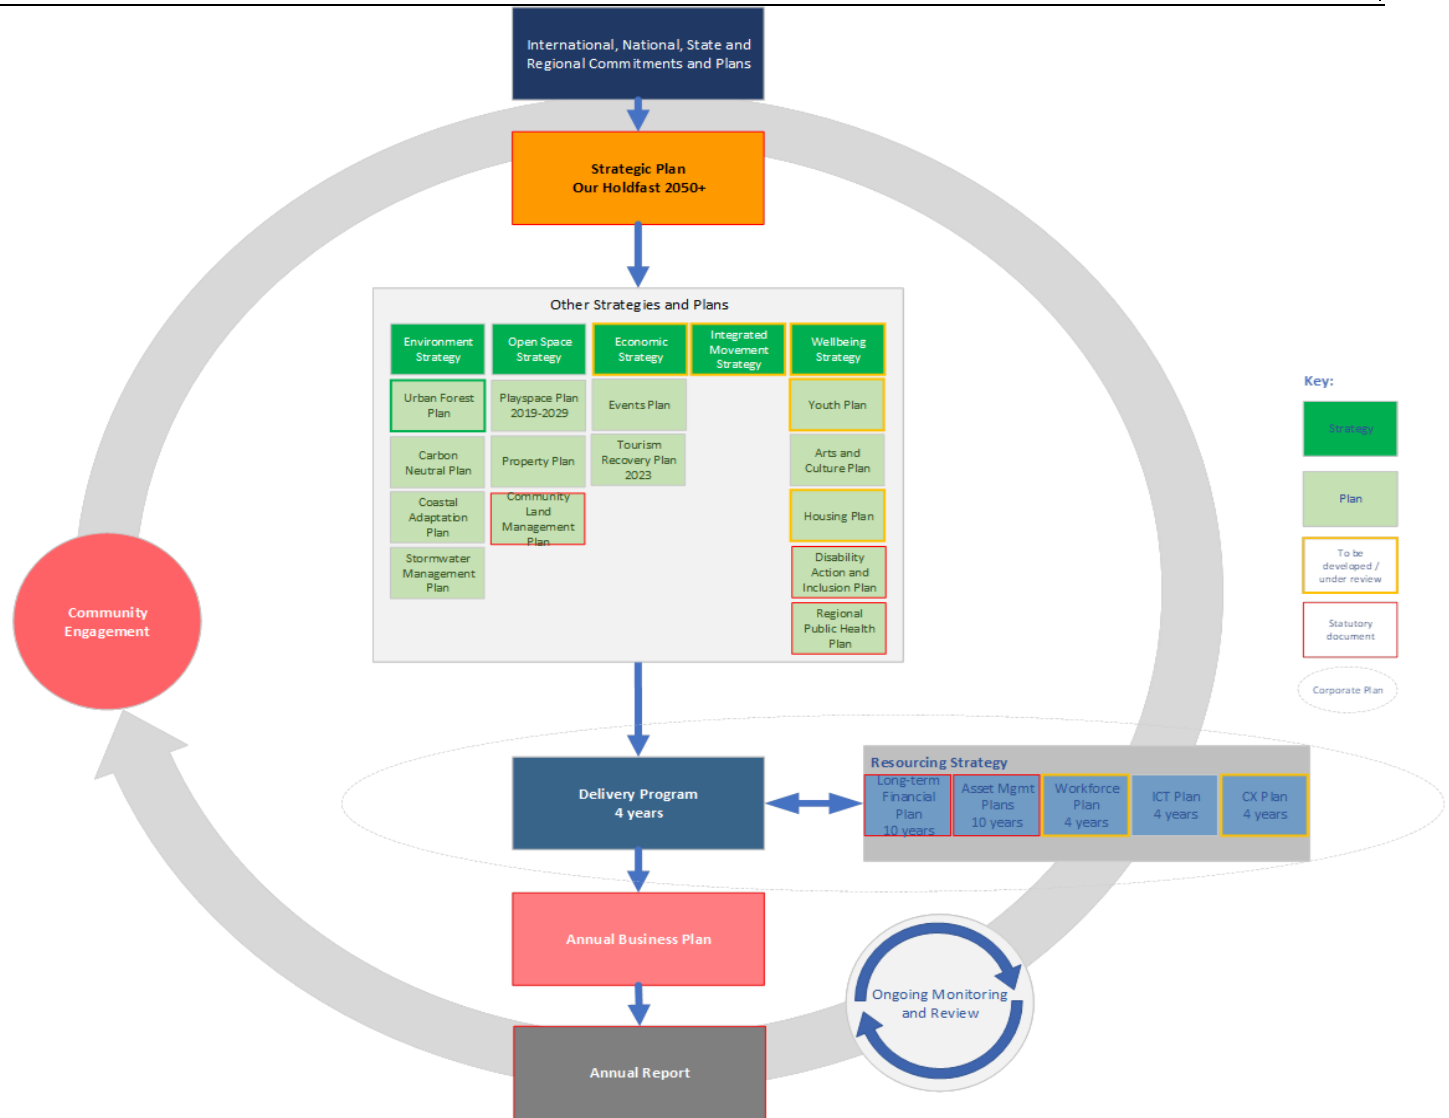 International, National, State and
Regional Commitments and Plans
Strategic Plan
Our Holdfast 2050+
Other Strategies and Plans
Environment
Strategy
Open Space
Strategy
Economic
Strategy
Integrated
Movement
Strategy
Wellbeing
Strategy
Urban Forest
Plan
Playspace Plan
2019-2029
Events Plan
Youth Plan
Carbon
Neutral Plan
Property Plan
Tourism
Recovery Plan
2023
Arts and
Culture Plan
Coastal
Adaptation
Plan
Community
Land
Management
Plan
Housing Plan
Stormwater
Management
Plan
Disability
Action and
Inclusion Plan
Regional
Public Health
Plan
Key:
Strategy
Plan
To be
developed /
under review
Statutory
document
Corporate Plan
Community
Engagement
Delivery Program
4 years
Resourcing Strategy
Long-term
Financial
Plan
10 years
Asset Mgmt
Plans
10 years
Workforce
Plan
4 years
ICT Plan
4 years
CX Plan
4 years
Annual Business Plan
Ongoing Monitoring
and Review
Annual Report